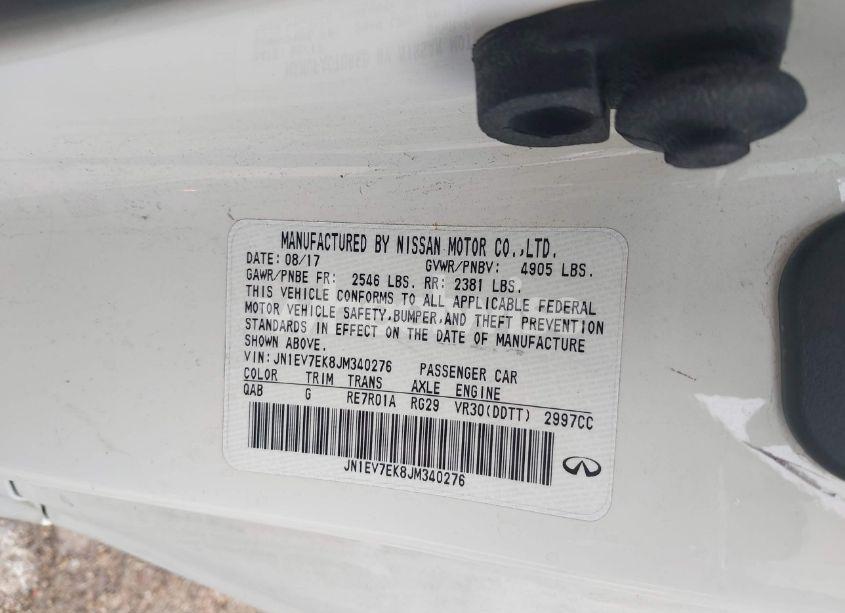 MANUFACTURED BY NISSAN MOTOR CO.,LTD.
DATE: 08/17 GVWR/PNBV: 4905 LBS.
GAWR/PNBE FR: 2546 LBS. RR: 2381 LBS.
THIS VEHICLE CONFORMS TO ALL APPLICABLE FEDERAL
MOTOR VEHICLE SAFETY,BUMPER,AND THEFT PREVENTION
STANDARDS IN EFFECT ON THE DATE OF MANUFACTURE
SHOWN ABOVE.
VIN: JN1EV7EK8JM340276 PASSENGER CAR
COLOR TRIM TRANS AXLE ENGINE
QAB G RE7R01A RG29 VR30(DDTT) 2997CC
JN1EV7EK8JM340276